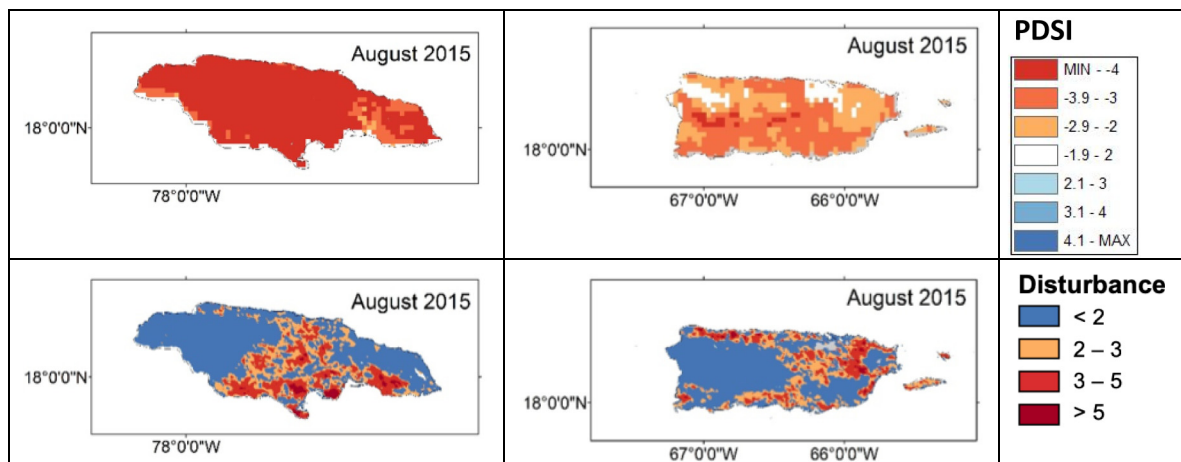 August 2015
18°0'0"N
78°0'0"W
August 2015
18°0'0"N
67°0'0"W 66°0'0"W
PDSI
MIN - -4
-3.9 - -3
-2.9 - -2
-1.9 - 2
2.1 - 3
3.1 - 4
4.1 - MAX
August 2015
18°0'0"N
78°0'0"W
August 2015
18°0'0"N
67°0'0"W 66°0'0"W
Disturbance
< 2
2 – 3
3 – 5
> 5